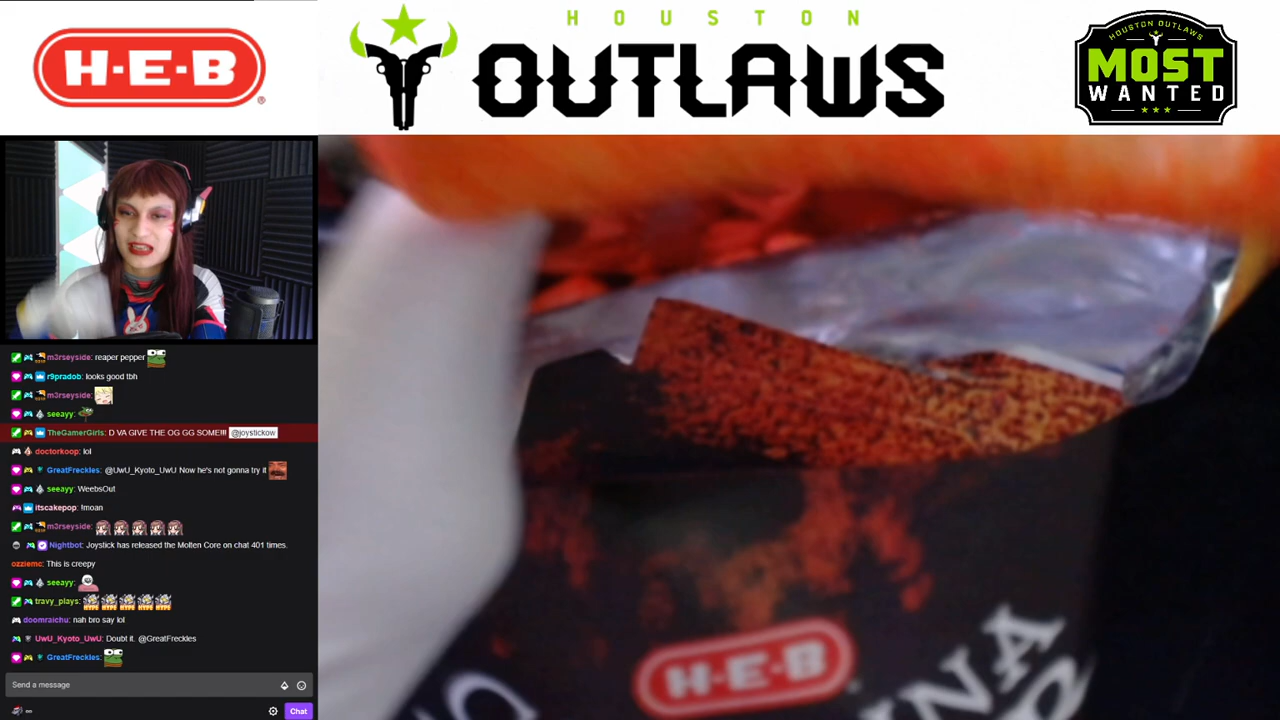 H-E-B
HOUSTON
OUTLAWS
HOUSTON OUTLAWS
MOST
WANTED
m3rseyside: reaper pepper
r9pradob: looks good tbh
m3rseyside:
seeayy:
TheGamerGirls: D VA GIVE THE OG GG SOME!!! @joystickow
doctorkoop: lol
GreatFreckles: @UwU_Kyoto_UwU Now he's not gonna try it
seeayy: WeebsOut
itscakepop: !moan
m3rseyside:
Nightbot: Joystick has released the Molten Core on chat 401 times.
ozziemc: This is creepy
seeayy:
travy_plays:
doomraichu: nah bro say lol
UwU_Kyoto_UwU: Doubt it. @GreatFreckles
GreatFreckles:
Send a message
Chat
H-E-B